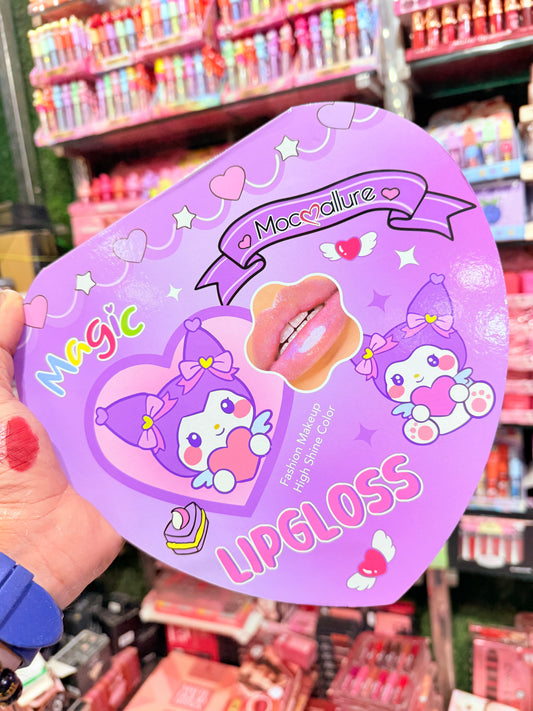 Mocallure
Magic
Fashion Makeup
High Shine Color
LIPGLOSS